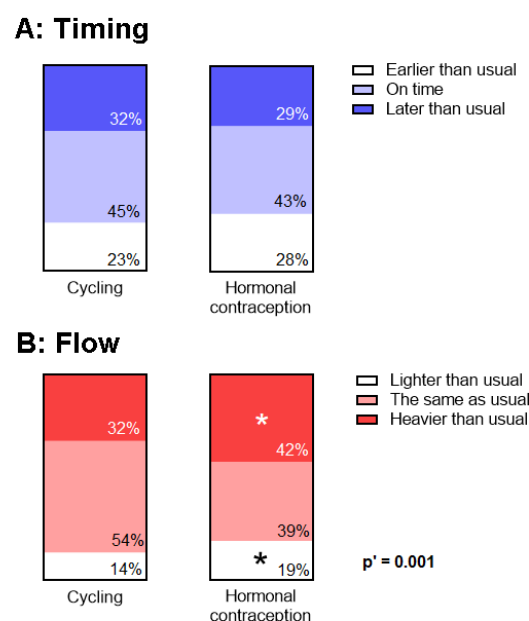 A: Timing
Earlier than usual
On time
Later than usual
32%
45%
23%
29%
43%
28%
Cycling
Hormonal
contraception
B: Flow
Lighter than usual
The same as usual
Heavier than usual
32%
54%
14%
*
42%
39%
*
19%
p' = 0.001
Cycling
Hormonal
contraception